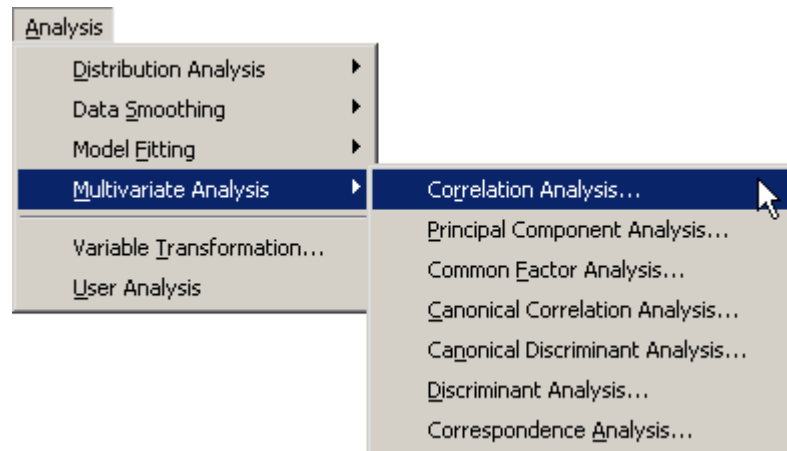 Analysis
Distribution Analysis
Data Smoothing
Model Fitting
Multivariate Analysis
Correlation Analysis...
Principal Component Analysis...
Common Factor Analysis...
Canonical Correlation Analysis...
Canonical Discriminant Analysis...
Discriminant Analysis...
Correspondence Analysis...
Variable Transformation...
User Analysis